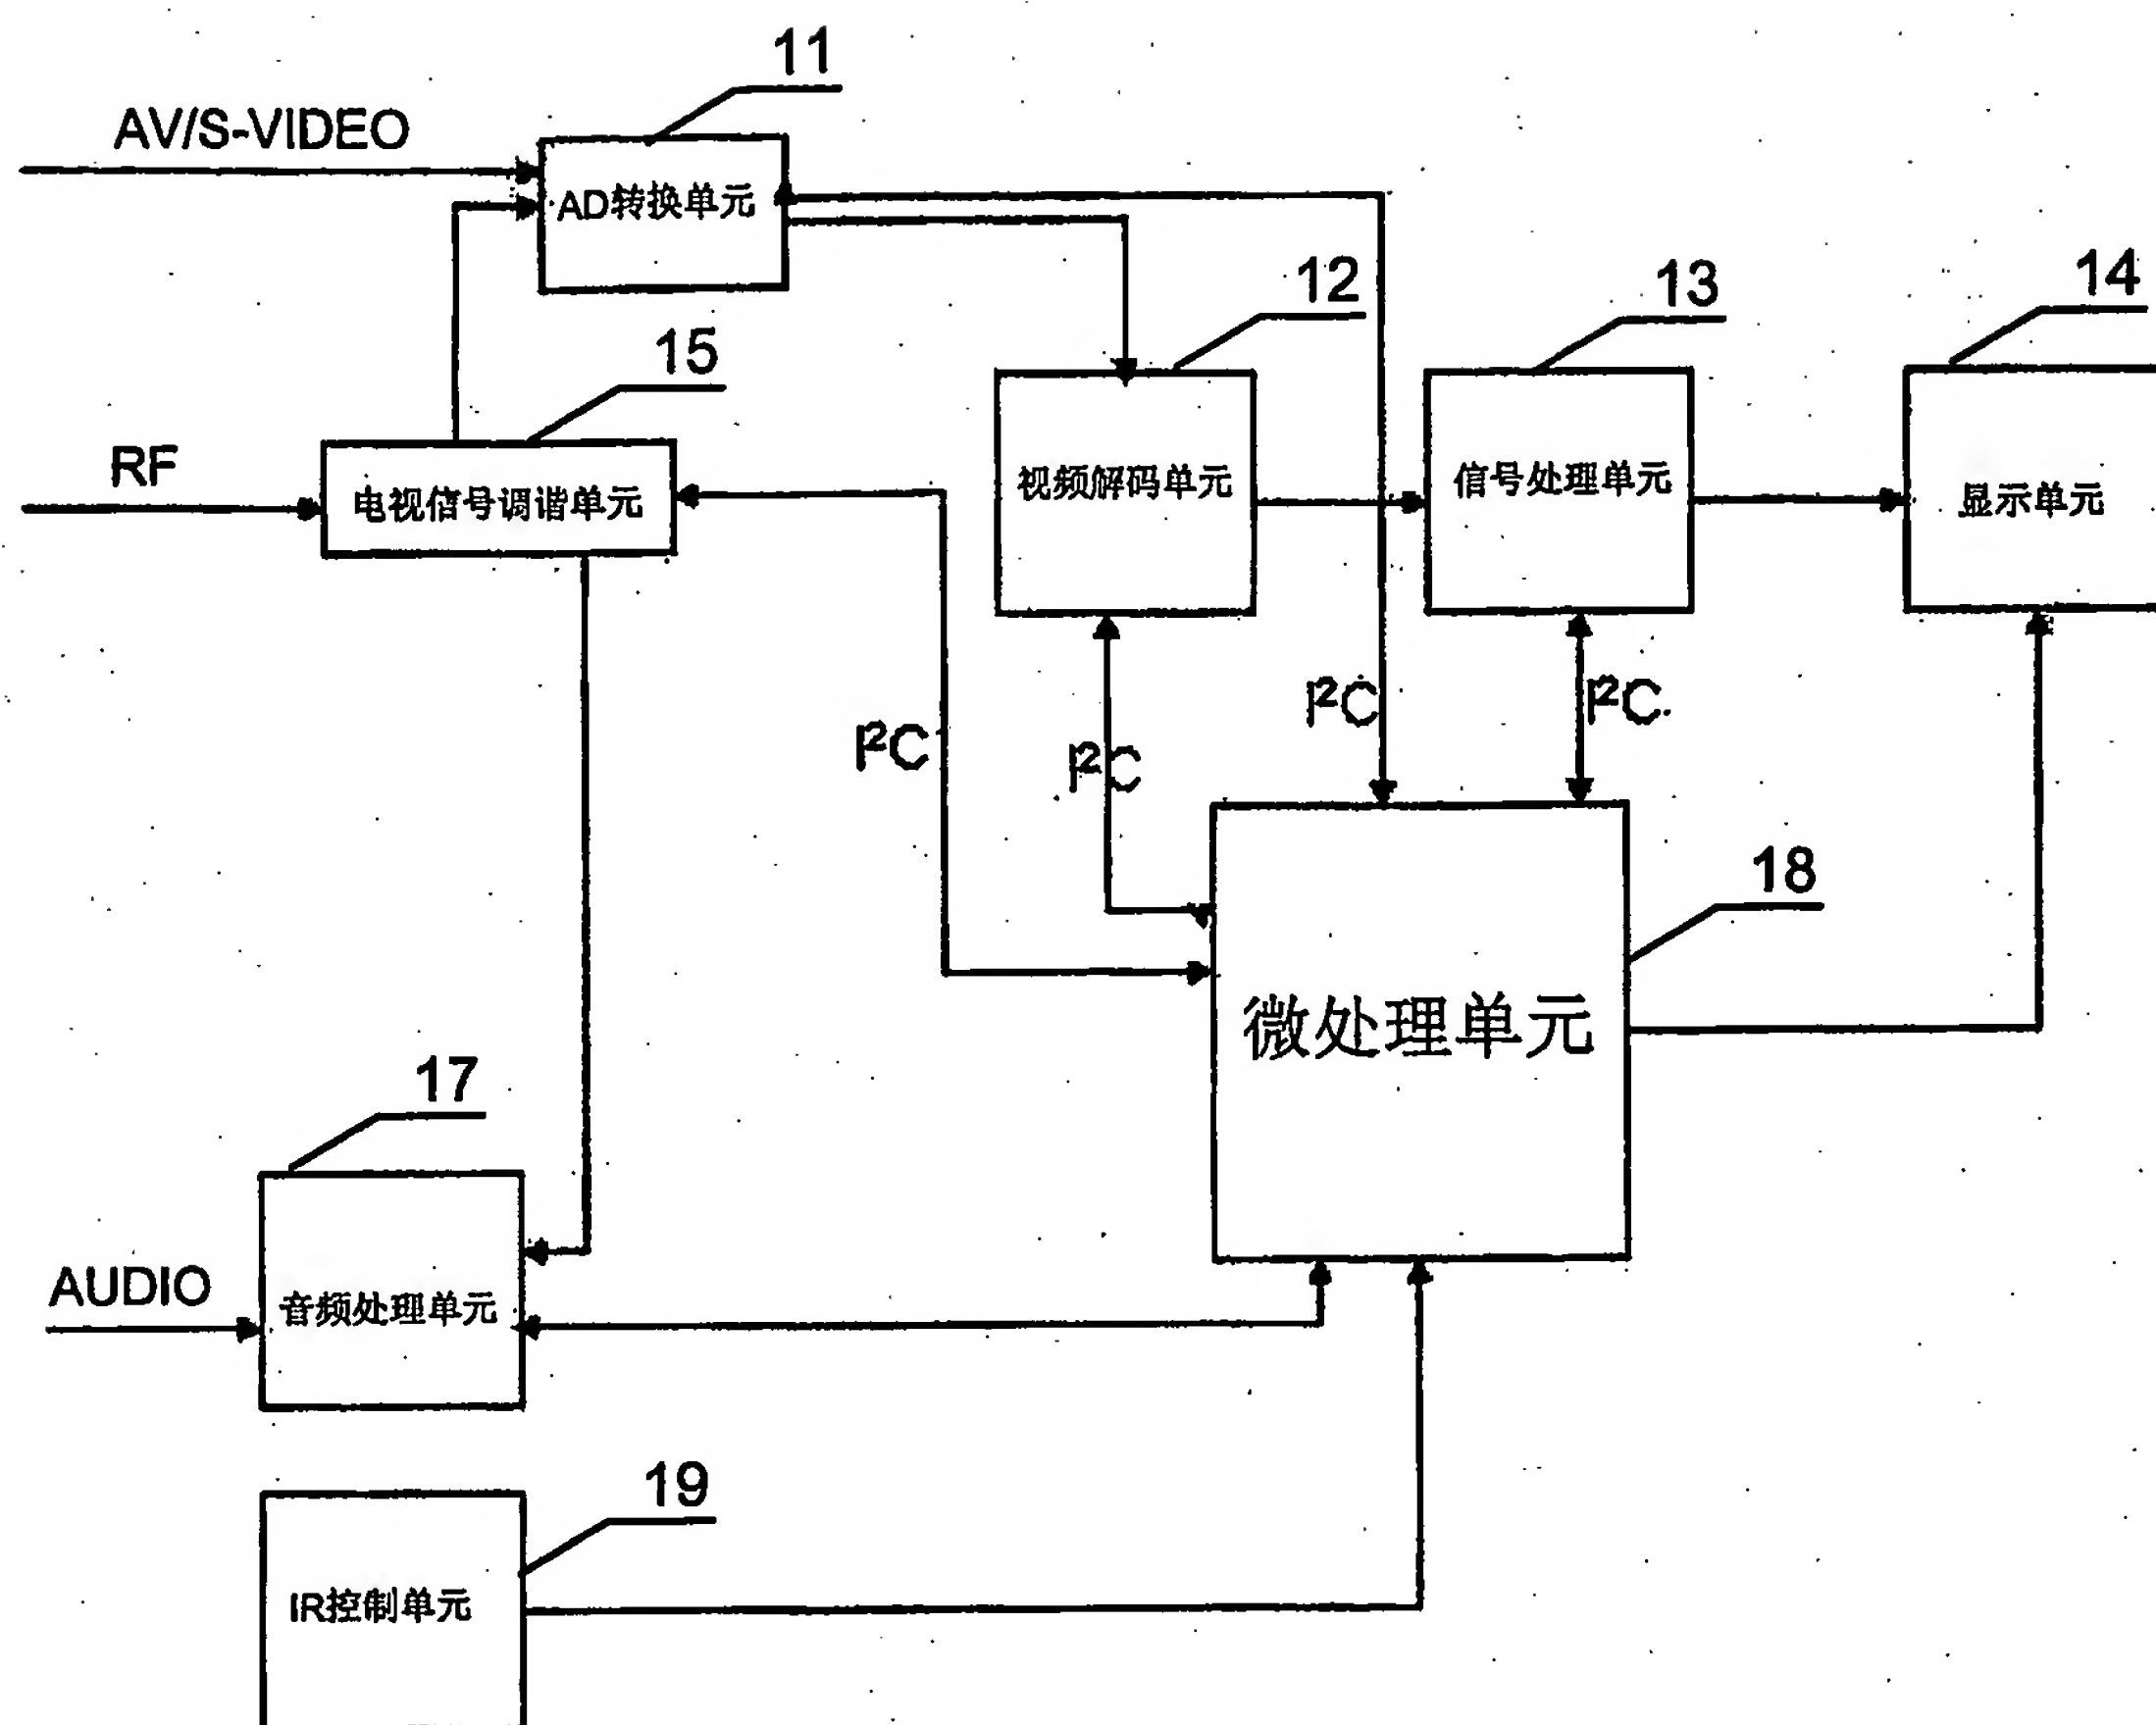 11
AV/S-VIDEO
AD转换单元
12
13
14
15
RF
电视信号调谐单元
视频解码单元
信号处理单元
显示单元
I²C
I²C
I²C
I²C
18
微处理单元
17
AUDIO
音频处理单元
19
IR控制单元